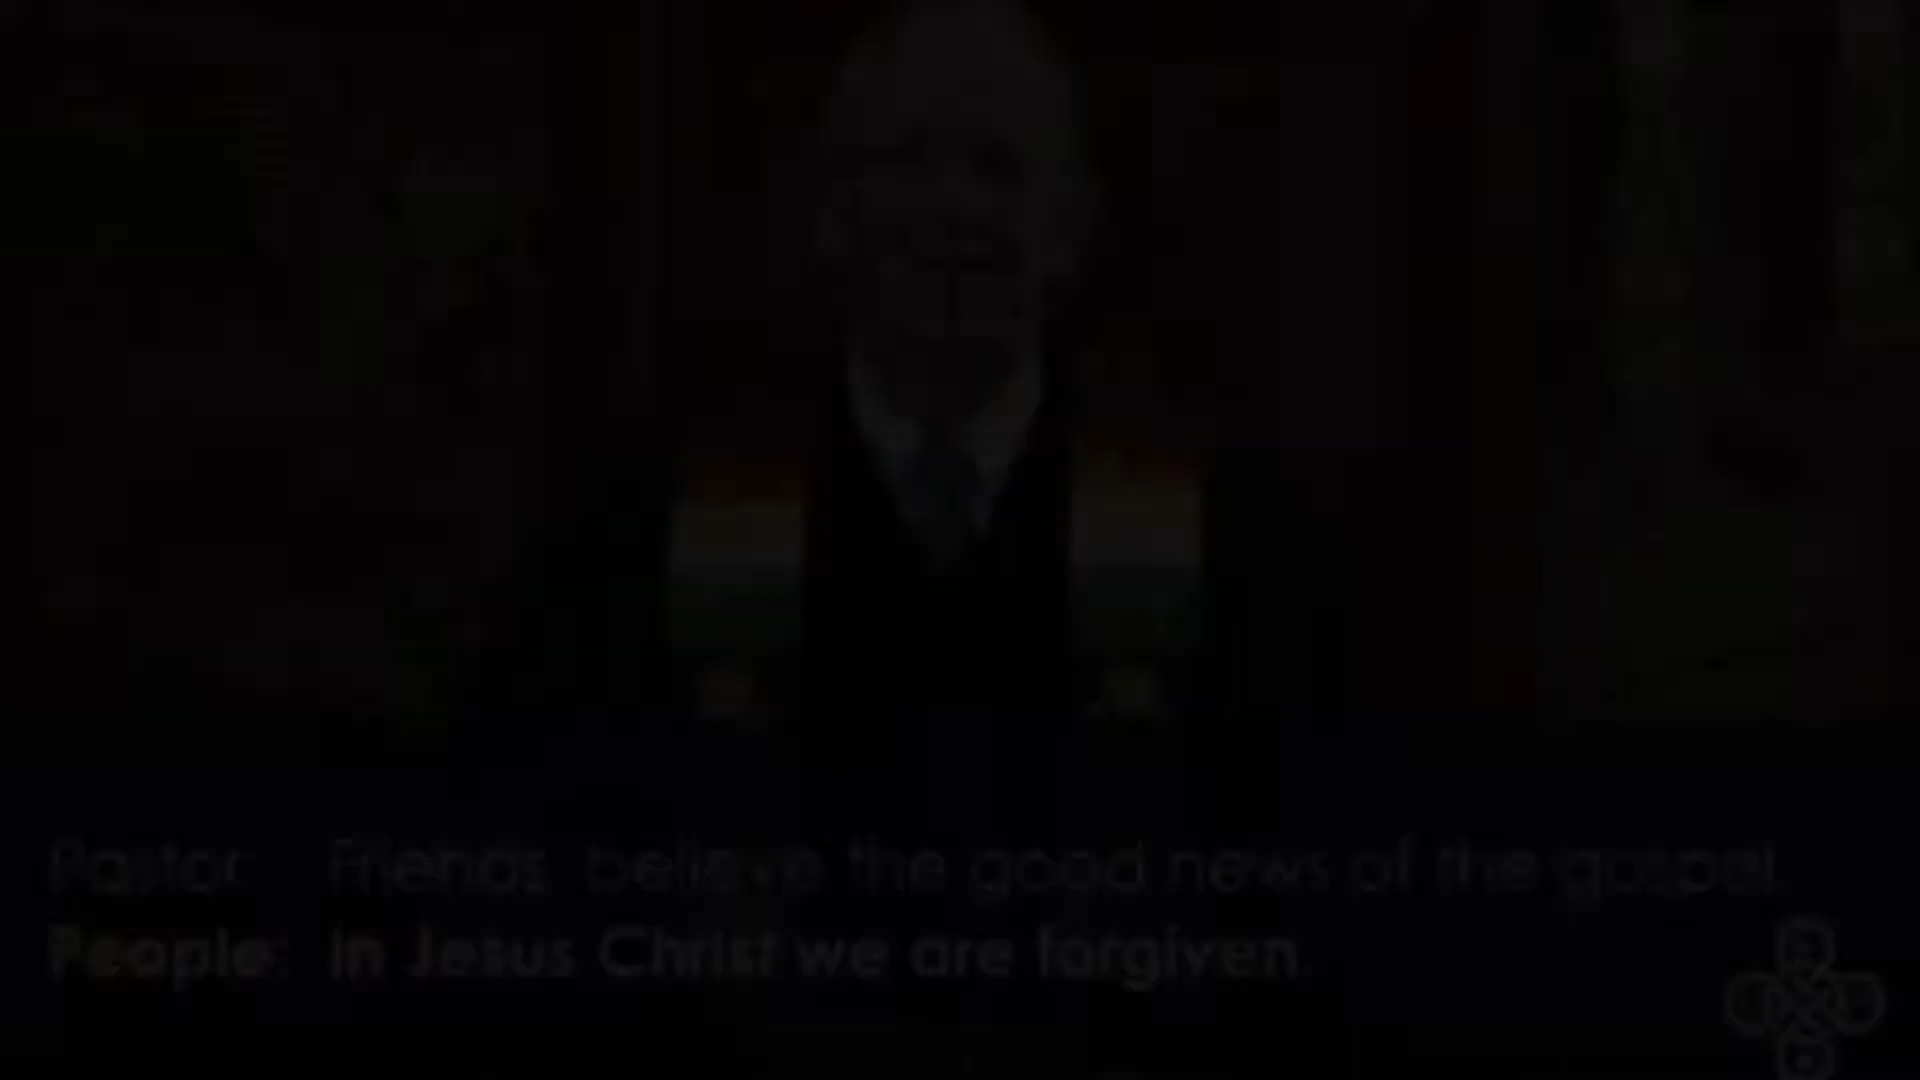 Pastor: Friends, believe the good news of the gospel.
People: In Jesus Christ we are forgiven.